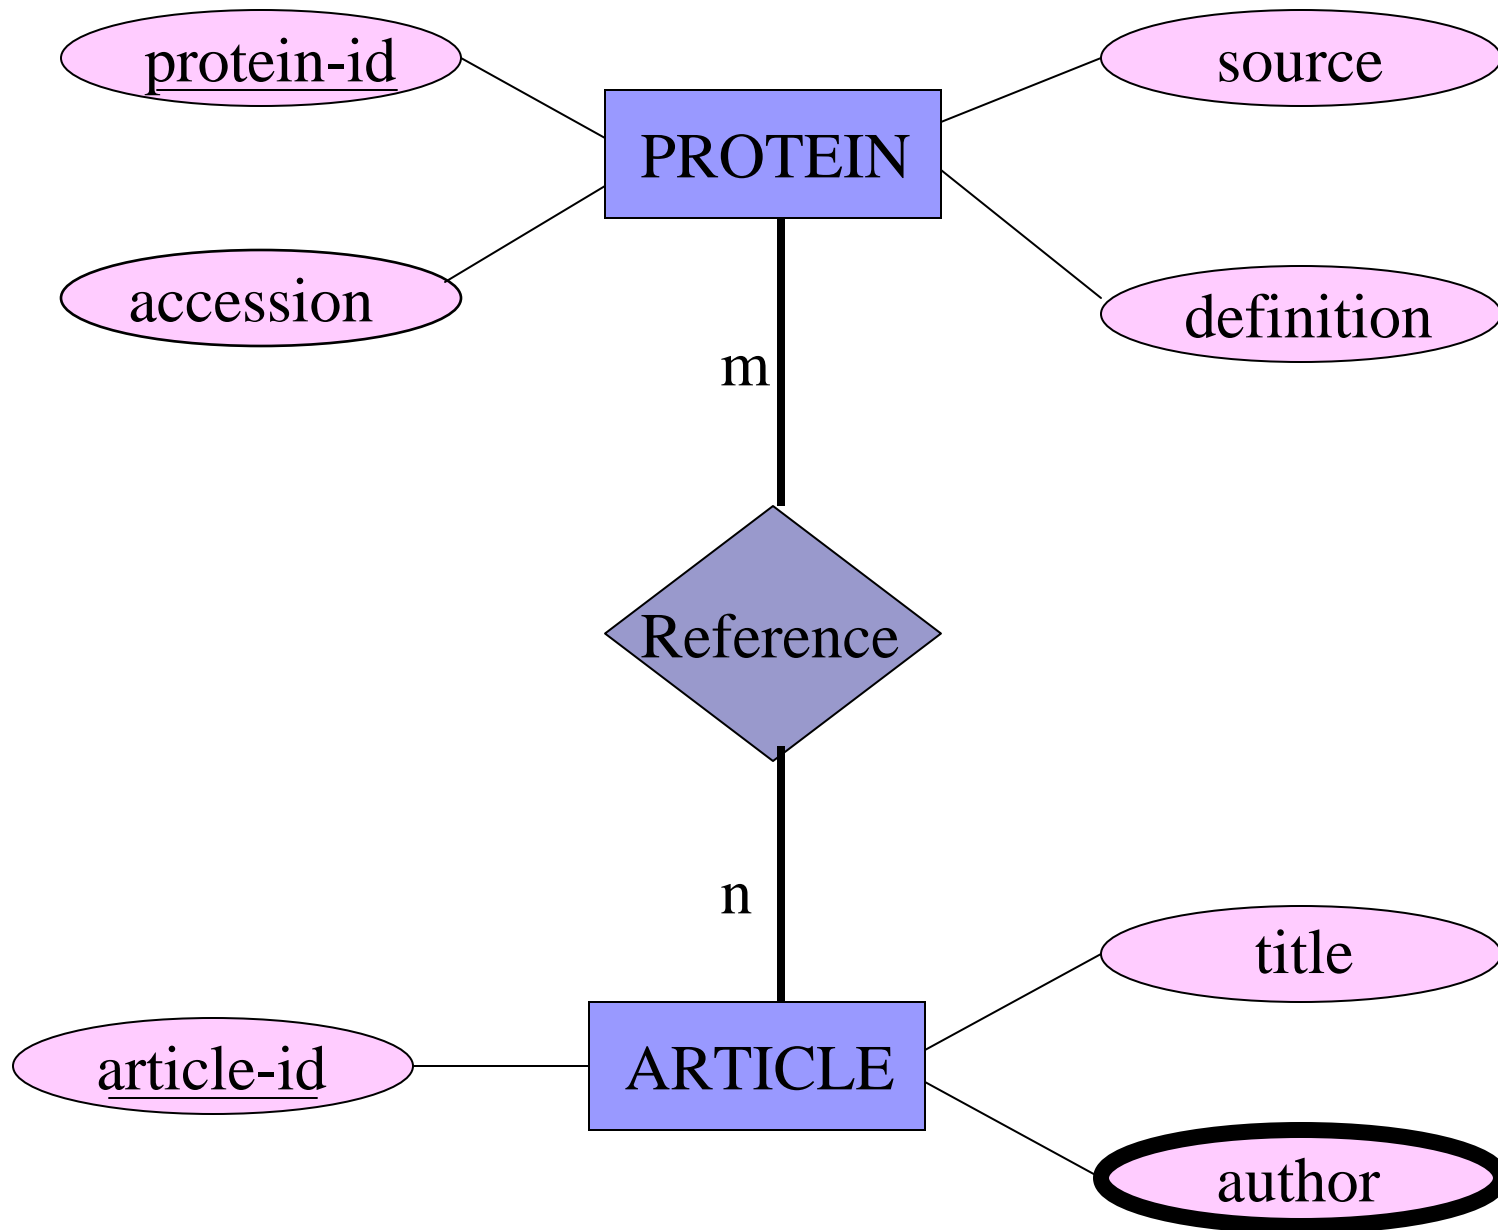 protein-id
source
PROTEIN
accession
definition
m
Reference
n
title
article-id
ARTICLE
author